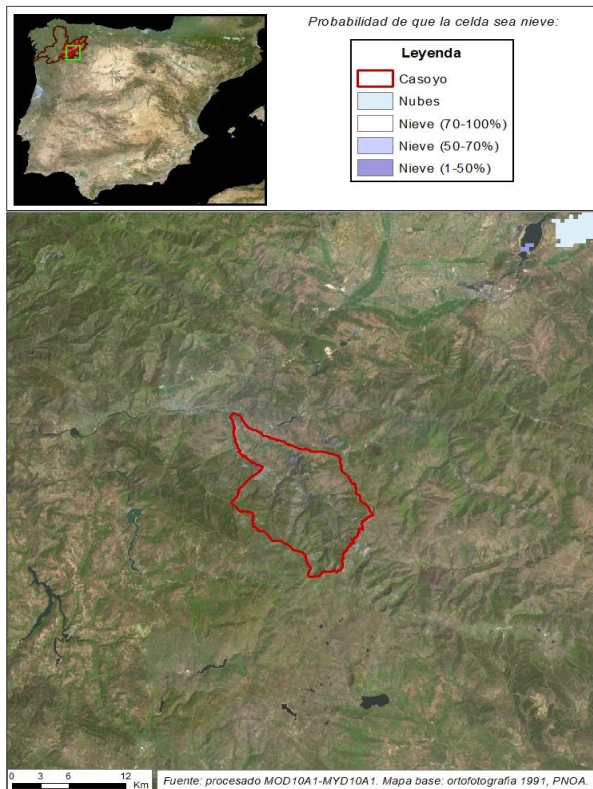 Probabilidad de que la celda sea nieve:
Leyenda
Casoyo
Nubes
Nieve (70-100%)
Nieve (50-70%)
Nieve (1-50%)
0 3 6 12
Km
Fuente: procesado MOD10A1-MYD10A1. Mapa base: ortofotografia 1991, PNOA.